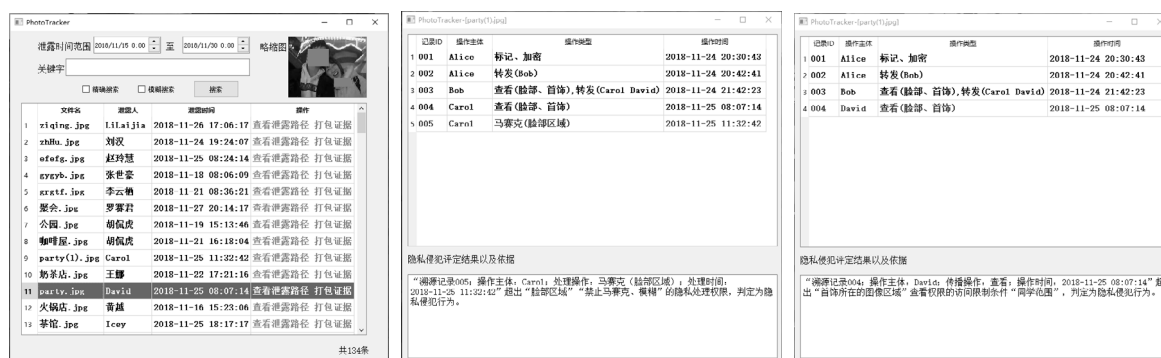 PhotoTracker
泄露时间范围 2018/11/15 0:00 至 2018/11/30 0:00 略缩图
关键字
精确搜索 模糊搜索 搜索
文件名 泄露人 泄露时间 操作
1 ziqing.jpg LiLaijia 2018-11-26 17:06:17 查看泄露路径 打包证据
2 zhHu.jpg 刘汉 2018-11-24 19:24:07 查看泄露路径 打包证据
3 efefg.jpg 赵玲慧 2018-11-25 08:24:14 查看泄露路径 打包证据
4 gygyb.jpg 张世豪 2018-11-18 08:06:09 查看泄露路径 打包证据
5 grgtf.jpg 李云栖 2018-11-21 08:36:21 查看泄露路径 打包证据
6 聚会.jpg 罗赛君 2018-11-27 20:14:17 查看泄露路径 打包证据
7 公园.jpg 胡侃虎 2018-11-19 15:13:46 查看泄露路径 打包证据
8 咖啡屋.jpg 胡侃虎 2018-11-21 16:18:04 查看泄露路径 打包证据
9 party(1).jpg Carol 2018-11-25 11:32:42 查看泄露路径 打包证据
10 奶茶店.jpg 王娜 2018-11-22 17:21:16 查看泄露路径 打包证据
11 party.jpg David 2018-11-25 08:07:14 查看泄露路径 打包证据
12 火锅店.jpg 黄越 2018-11-16 15:23:06 查看泄露路径 打包证据
13 茶馆.jpg Icey 2018-11-25 18:17:17 查看泄露路径 打包证据
共134条
PhotoTracker-[party(1).jpg]
记录ID 操作主体 操作类型 操作时间
1 001 Alice 标记、加密 2018-11-24 20:30:43
2 002 Alice 转发(Bob) 2018-11-24 20:42:41
3 003 Bob 查看(脸部、首饰),转发(Carol David) 2018-11-24 21:42:23
4 004 Carol 查看(脸部、首饰) 2018-11-25 08:07:14
5 005 Carol 马赛克(脸部区域) 2018-11-25 11:32:42
隐私侵犯评定结果以及依据
“溯源记录005: 操作主体: Carol; 处理操作: 马赛克(脸部区域); 处理时间:
2018-11-25 11:32:42”超出“脸部区域”“禁止马赛克、模糊”的隐私处理权限, 判定为隐
私侵犯行为。
PhotoTracker-[party(1).jpg]
记录ID 操作主体 操作类型 操作时间
1 001 Alice 标记、加密 2018-11-24 20:30:43
2 002 Alice 转发(Bob) 2018-11-24 20:42:41
3 003 Bob 查看(脸部、首饰),转发(Carol David) 2018-11-24 21:42:23
4 004 David 查看(脸部、首饰) 2018-11-25 08:07:14
隐私侵犯评定结果以及依据
“溯源记录004: 操作主体: David; 传播操作: 查看; 操作时间: 2018-11-25 08:07:14”超
出“首饰所在的图像区域”查看权限的访问限制条件“同学范围”, 判定为隐私侵犯行为。